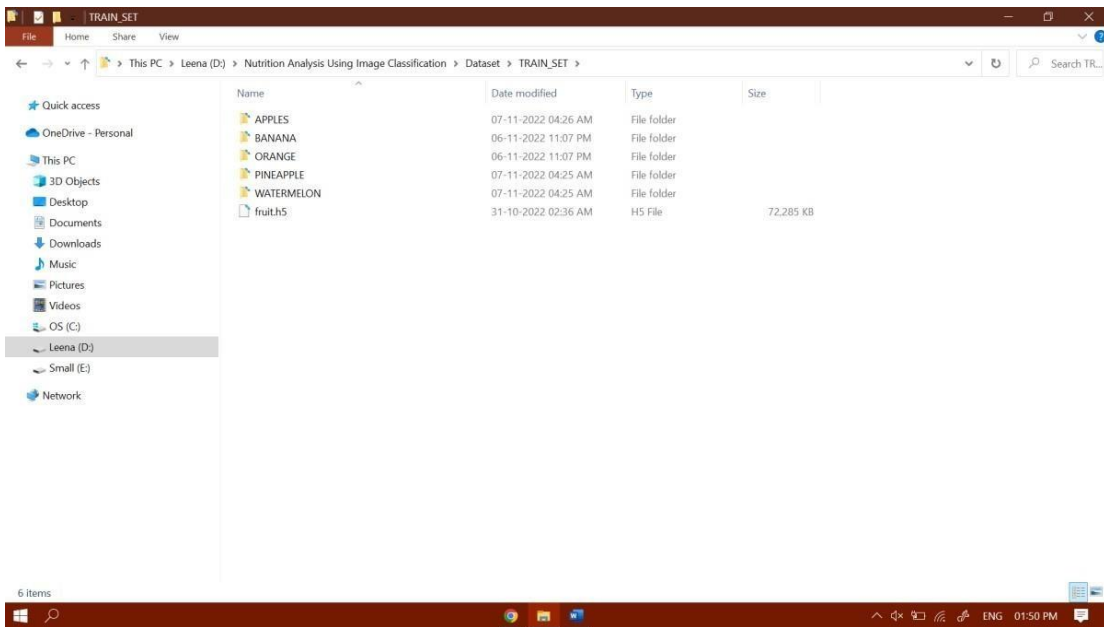 TRAIN_SET
File Home Share View
This PC > Leena (D:) > Nutrition Analysis Using Image Classification > Dataset > TRAIN_SET >
Search TR...
Name Date modified Type Size
Quick access
OneDrive - Personal
This PC
3D Objects
Desktop
Documents
Downloads
Music
Pictures
Videos
OS (C:)
Leena (D:)
Small (E:)
Network
APPLES 07-11-2022 04:26 AM File folder
BANANA 06-11-2022 11:07 PM File folder
ORANGE 06-11-2022 11:07 PM File folder
PINEAPPLE 07-11-2022 04:25 AM File folder
WATERMELON 07-11-2022 04:25 AM File folder
fruit.h5 31-10-2022 02:36 AM H5 File 72,285 KB
6 items
ENG 01:50 PM